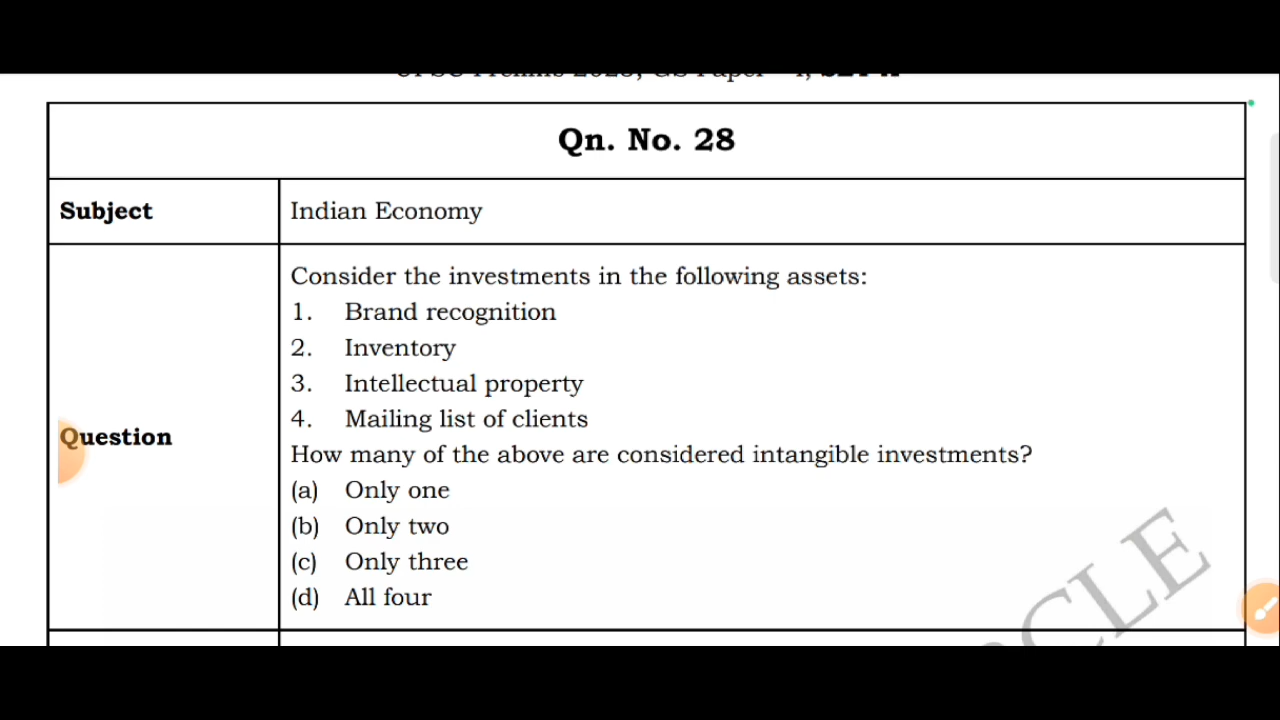 Qn. No. 28
Subject
Indian Economy
Question
Consider the investments in the following assets:
1. Brand recognition
2. Inventory
3. Intellectual property
4. Mailing list of clients
How many of the above are considered intangible investments?
(a) Only one
(b) Only two
(c) Only three
(d) All four